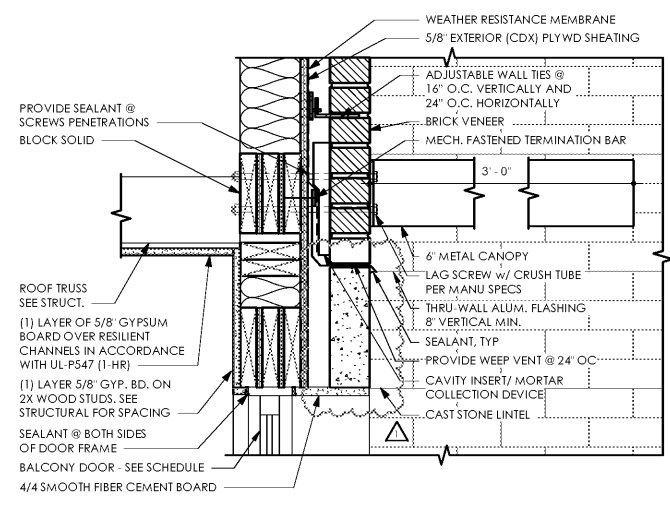 WEATHER RESISTANCE MEMBRANE
5/8" EXTERIOR (CDX) PLYWD SHEATING
ADJUSTABLE WALL TIES @
16" O.C. VERTICALLY AND
24" O.C. HORIZONTALLY
BRICK VENEER
MECH. FASTENED TERMINATION BAR
3' - 0"
6" METAL CANOPY
LAG SCREW w/ CRUSH TUBE
PER MANU SPECS
THRU-WALL ALUM. FLASHING
8" VERTICAL MIN.
SEALANT, TYP
PROVIDE WEEP VENT @ 24" OC
CAVITY INSERT/ MORTAR
COLLECTION DEVICE
CAST STONE LINTEL
PROVIDE SEALANT @
SCREWS PENETRATIONS
BLOCK SOLID
ROOF TRUSS
SEE STRUCT.
(1) LAYER OF 5/8" GYPSUM
BOARD OVER RESILIENT
CHANNELS IN ACCORDANCE
WITH UL-P547 (1-HR)
(1) LAYER 5/8" GYP. BD. ON
2X WOOD STUDS. SEE
STRUCTURAL FOR SPACING
SEALANT @ BOTH SIDES
OF DOOR FRAME
BALCONY DOOR - SEE SCHEDULE
4/4 SMOOTH FIBER CEMENT BOARD